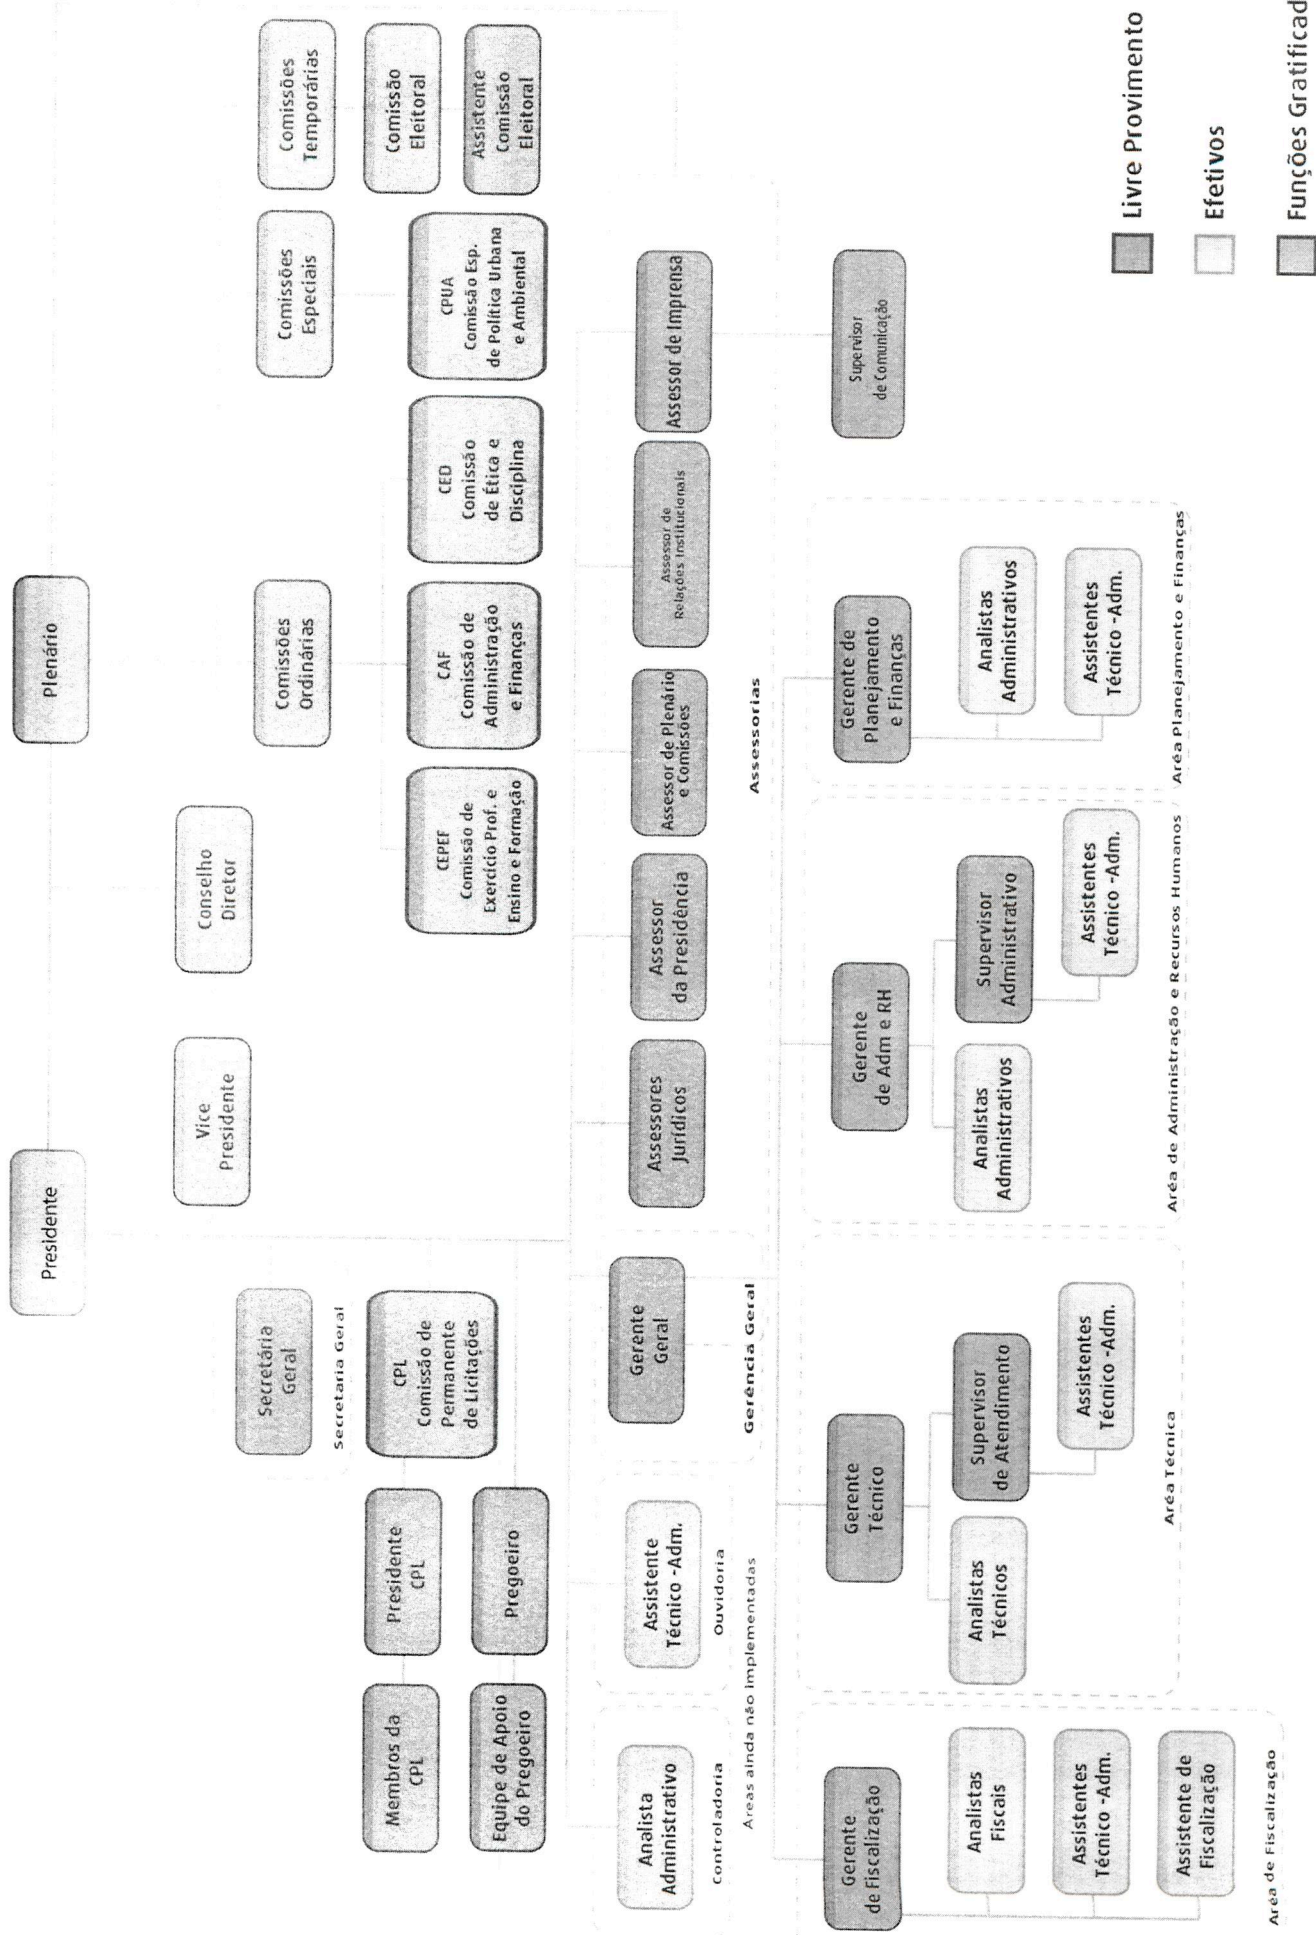 Presidente
Plenário
Vice
Presidente
Conselho
Diretor
Secretária
Geral
Secretaria Geral
Comissões
Ordinárias
Comissões
Especiais
Comissões
Temporárias
Membros da
CPL
Presidente
CPL
CPL
Comissão de
Permanente
de Licitações
Comissão
Eleitoral
CEPEF
Comissão de
Exercício Prof. e
Ensino e Formação
CAF
Comissão de
Administração
e Finanças
CED
Comissão
de Ética e
Disciplina
CPUA
Comissão Esp.
de Política Urbana
e Ambiental
Assistente
Comissão
Eleitoral
Equipe de Apoio
do Pregoeiro
Pregoeiro
Analista
Administrativo
Controladoria
Assistente
Técnico -Adm.
Ouvidoria
Areas ainda não implementadas
Gerente
Geral
Gerência Geral
Assessores
Jurídicos
Assessor
da Presidência
Assessor de Plenário
e Comissões
Assessor de
Relações Institucionais
Assessor de Imprensa
Assessorias
Supervisor
de Comunicação
Gerente
de Fiscalização
Analistas
Fiscais
Assistentes
Técnico -Adm.
Assistente de
Fiscalização
Aréa de Fiscalização
Gerente
Técnico
Analistas
Técnicos
Supervisor
de Atendimento
Assistentes
Técnico -Adm.
Aréa Técnica
Gerente
de Adm e RH
Analistas
Administrativos
Supervisor
Administrativo
Assistentes
Técnico -Adm.
Aréa de Administração e Recursos Humanos
Gerente de
Planejamento
e Finanças
Analistas
Administrativos
Assistentes
Técnico -Adm.
Aréa Planejamento e Finanças
Livre Provimento
Efetivos
Funções Gratificad